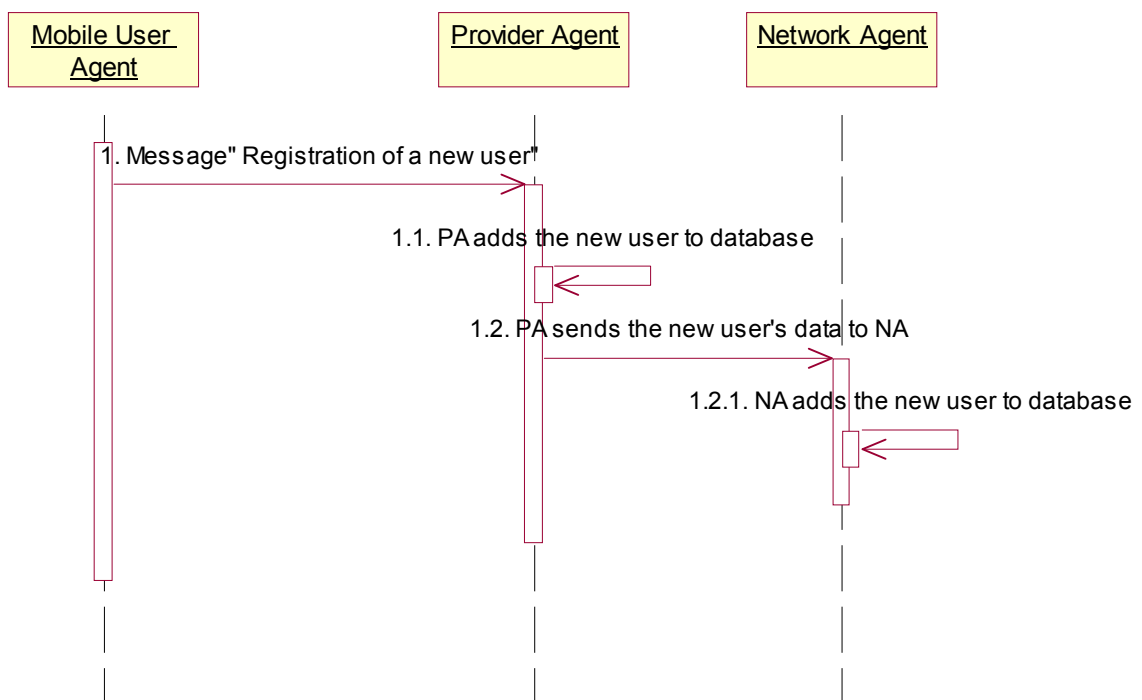 Mobile User
Agent
Provider Agent
Network Agent
1. Message" Registration of a new user"
1.1. PA adds the new user to database
1.2. PA sends the new user's data to NA
1.2.1. NA adds the new user to database